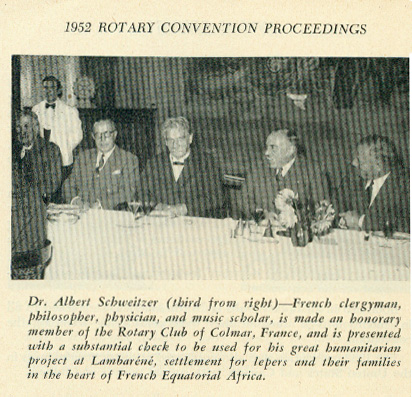 1952 ROTARY CONVENTION PROCEEDINGS
Dr. Albert Schweitzer (third from right)—French clergyman,
philosopher, physician, and music scholar, is made an honorary
member of the Rotary Club of Colmar, France, and is presented
with a substantial check to be used for his great humanitarian
project at Lambaréné, settlement for lepers and their families
in the heart of French Equatorial Africa.